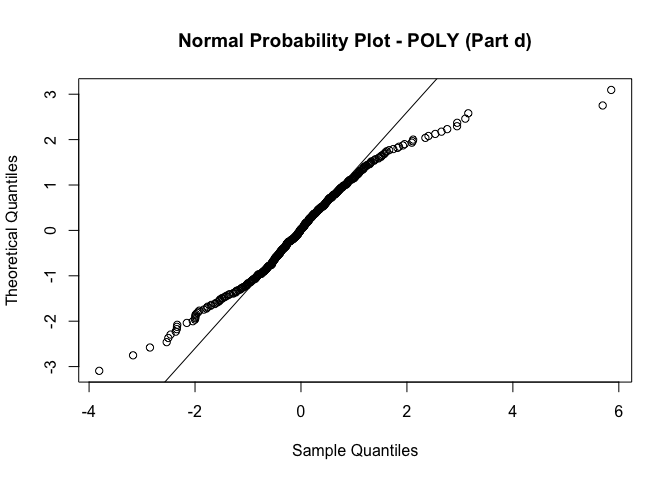 Normal Probability Plot - POLY (Part d)
Theoretical Quantiles
3
2
1
0
-1
-2
-3
-4 -2 0 2 4 6
Sample Quantiles